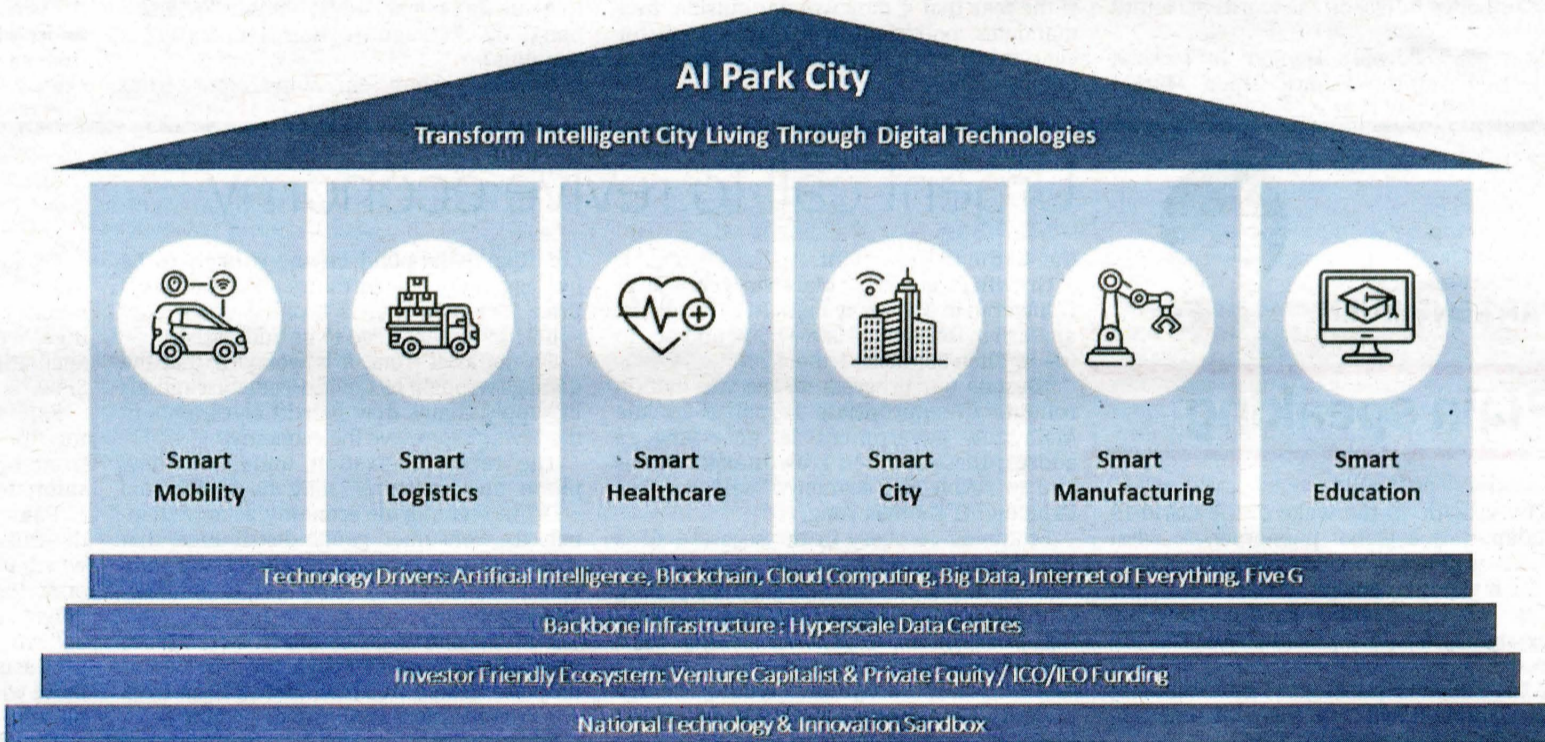 AI Park City
Transform Intelligent City Living Through Digital Technologies
Smart
Mobility
Smart
Logistics
Smart
Healthcare
Smart
City
Smart
Manufacturing
Smart
Education
Technology Drivers: Artificial Intelligence, Blockchain, Cloud Computing, Big Data, Internet of Everything, Five G
Backbone Infrastructure : Hyperscale Data Centres
Investor Friendly Ecosystem: Venture Capitalist & Private Equity / ICO/IEO Funding
National Technology & Innovation Sandbox